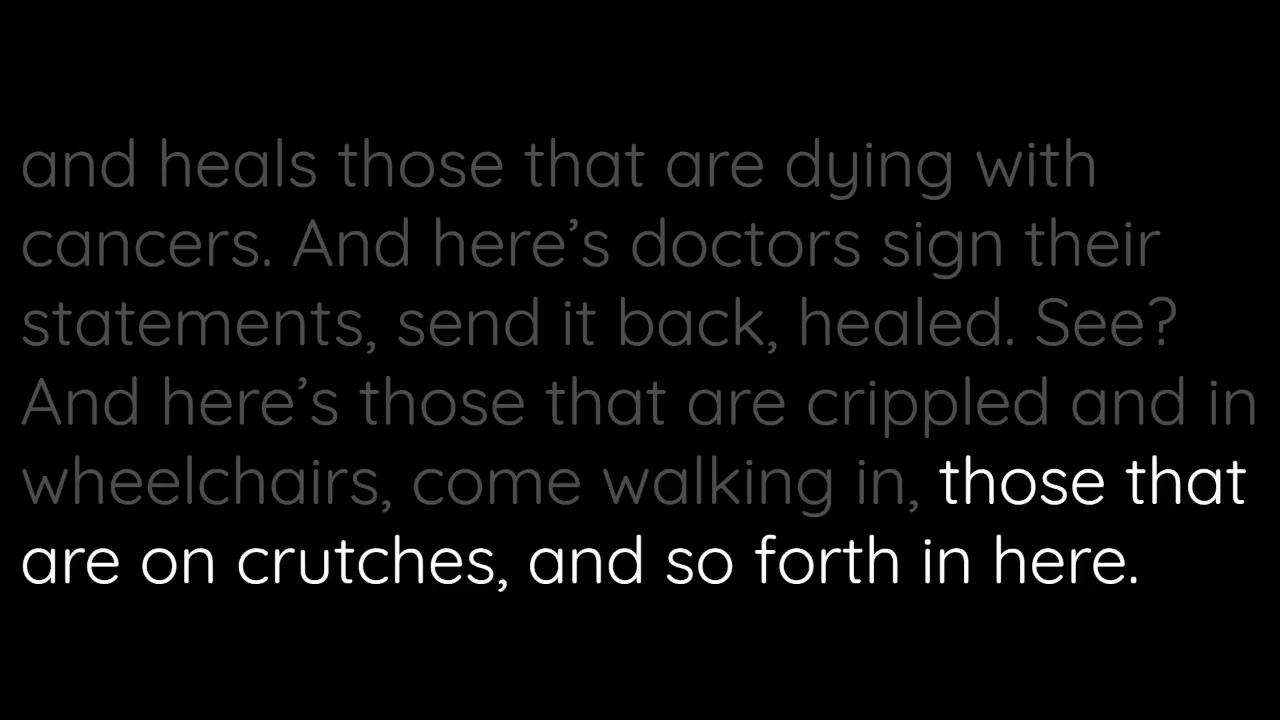 and heals those that are dying with
cancers. And here’s doctors sign their
statements, send it back, healed. See?
And here’s those that are crippled and in
wheelchairs, come walking in, those that
are on crutches, and so forth in here.